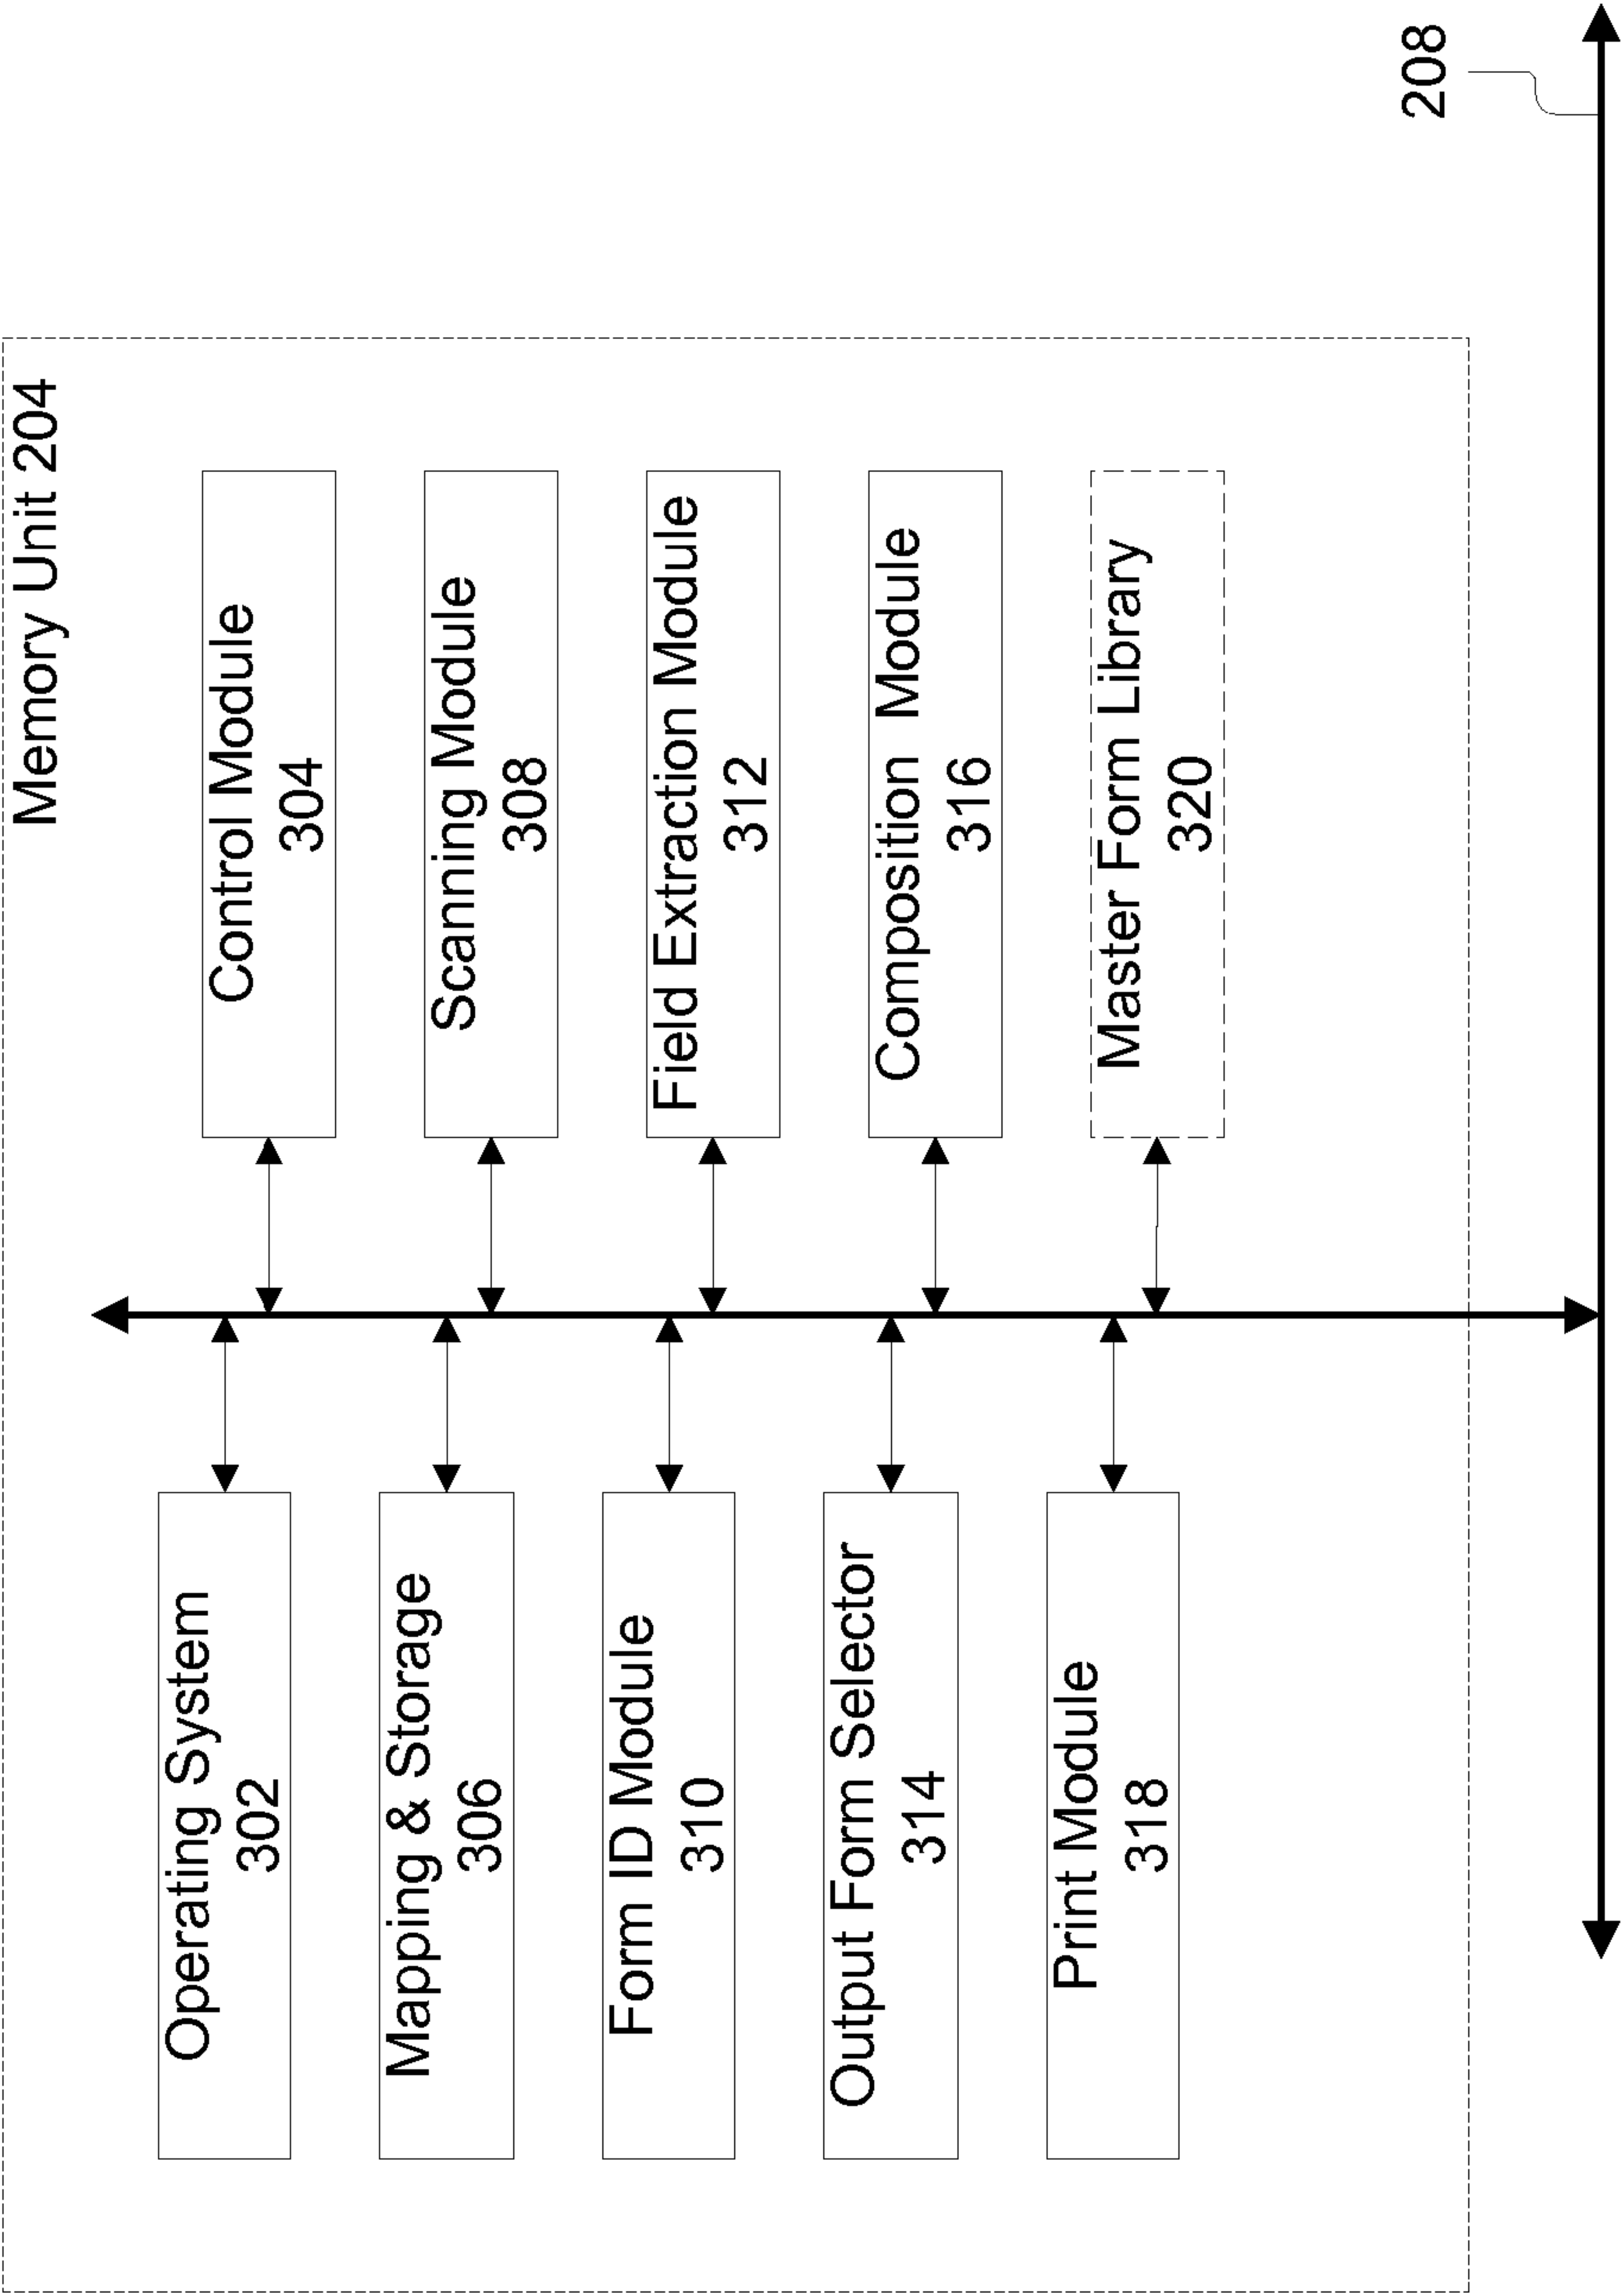 Memory Unit 204
Operating System
302
Control Module
304
Mapping & Storage
306
Scanning Module
308
Form ID Module
310
Field Extraction Module
312
Output Form Selector
314
Composition Module
316
Print Module
318
Master Form Library
320
208